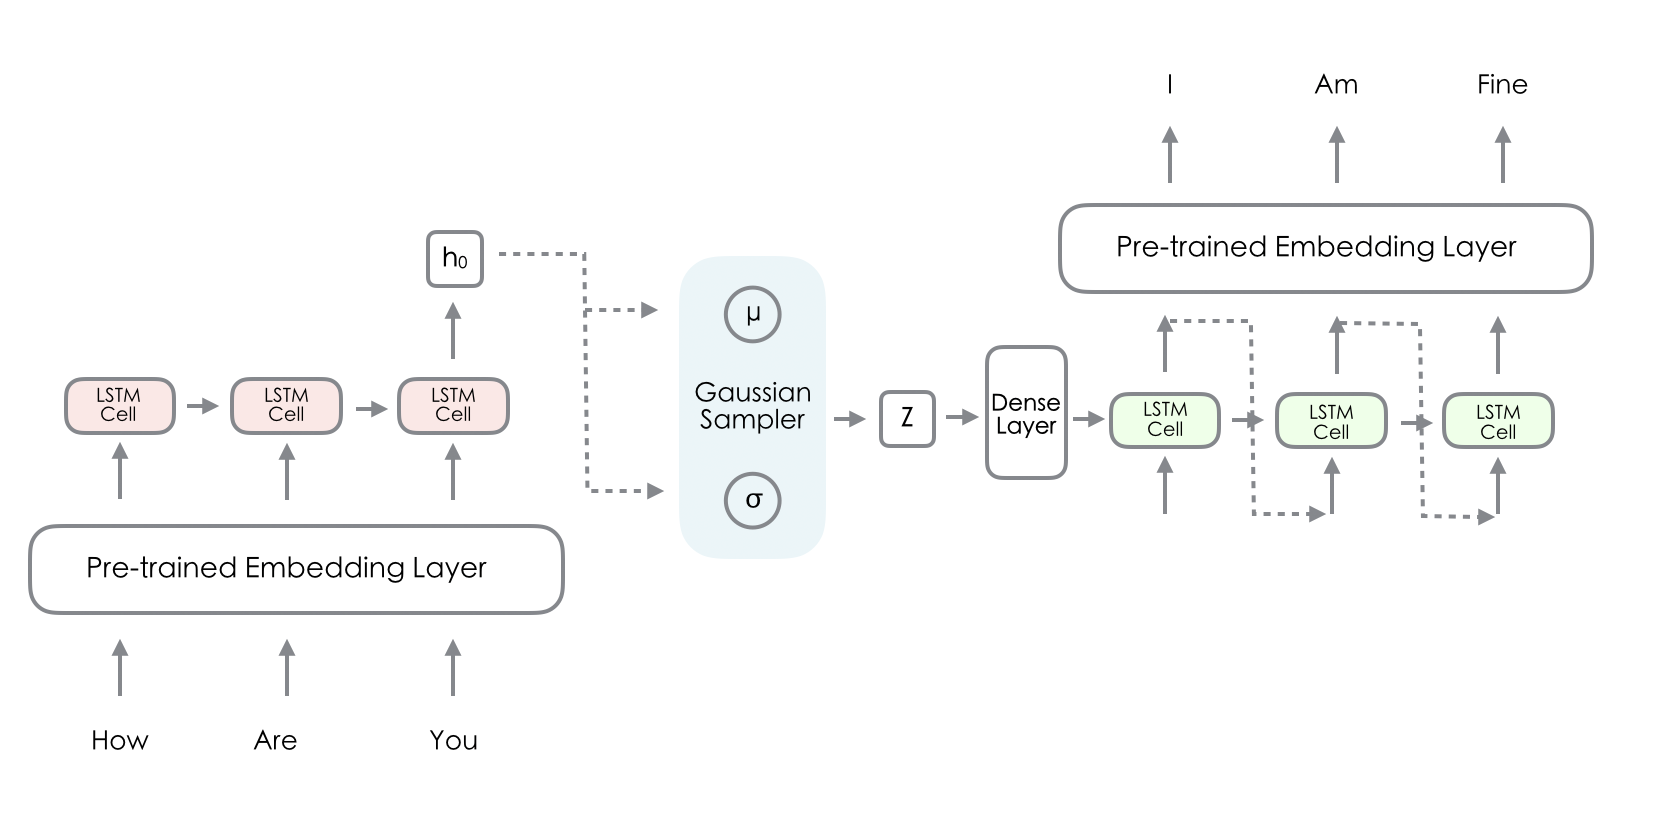 I
Am
Fine
Pre-trained Embedding Layer
h₀
μ
Gaussian
Sampler
σ
Z
Dense
Layer
LSTM
Cell
LSTM
Cell
LSTM
Cell
LSTM
Cell
LSTM
Cell
LSTM
Cell
Pre-trained Embedding Layer
How
Are
You